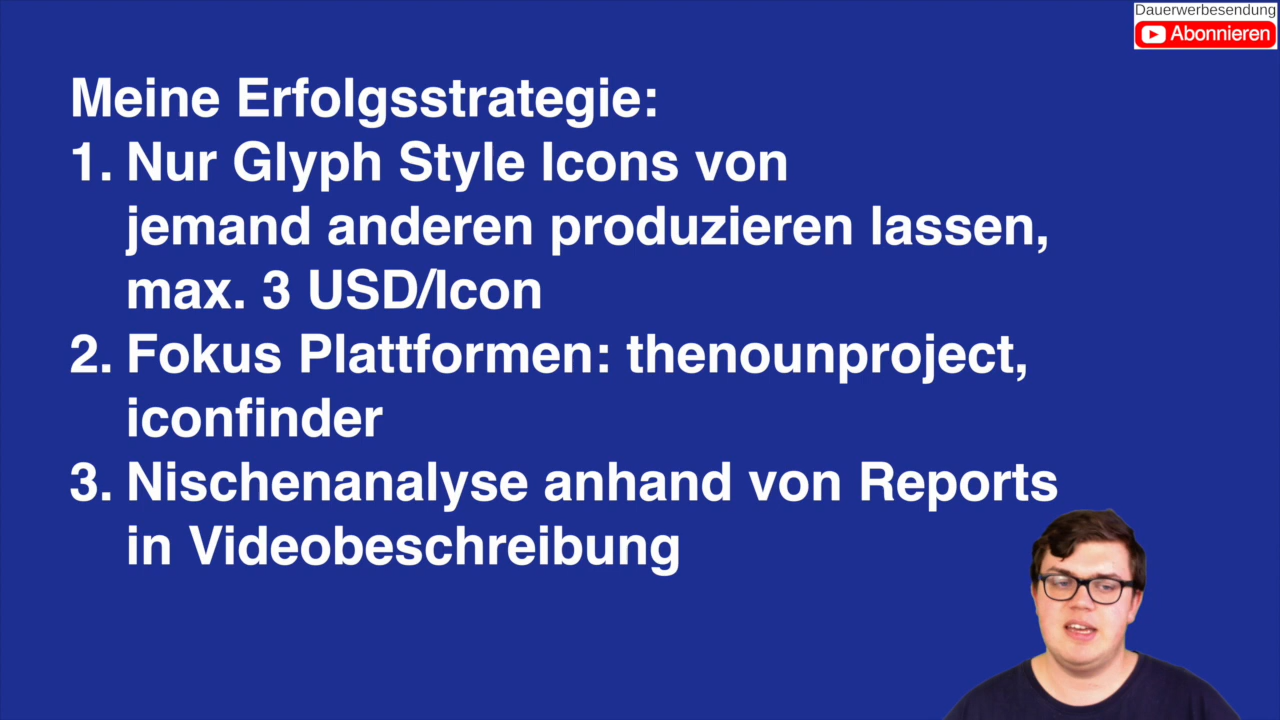 Dauerwerbesendung
Abonnieren
Meine Erfolgsstrategie:
1. Nur Glyph Style Icons von
jemand anderen produzieren lassen,
max. 3 USD/Icon
2. Fokus Plattformen: thenounproject,
iconfinder
3. Nischenanalyse anhand von Reports
in Videobeschreibung